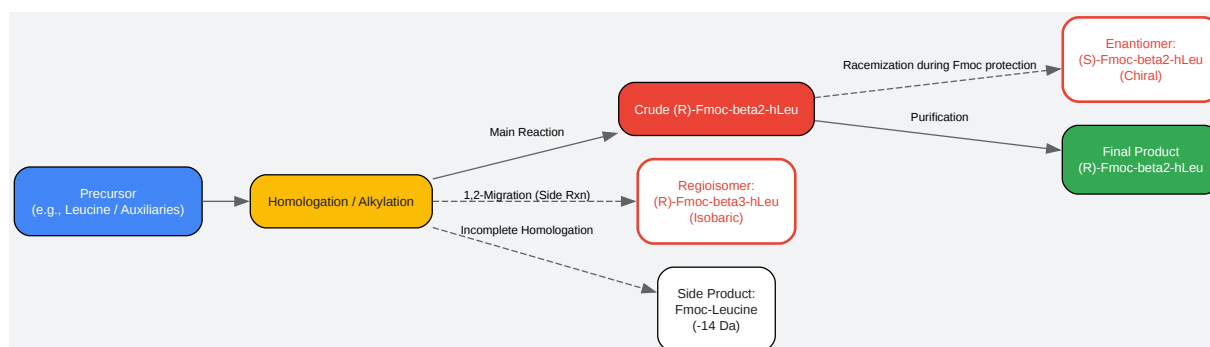 Precursor
(e.g., Leucine / Auxiliaries)
Homologation / Alkylation
Main Reaction
1,2-Migration (Side Rxn)
Incomplete Homologation
Crude (R)-Fmoc-beta2-hLeu
Regioisomer:
(R)-Fmoc-beta3-hLeu
(Isobaric)
Side Product:
Fmoc-Leucine
(-14 Da)
Racemization during Fmoc protection
Purification
Enantiomer:
(S)-Fmoc-beta2-hLeu
(Chiral)
Final Product
(R)-Fmoc-beta2-hLeu